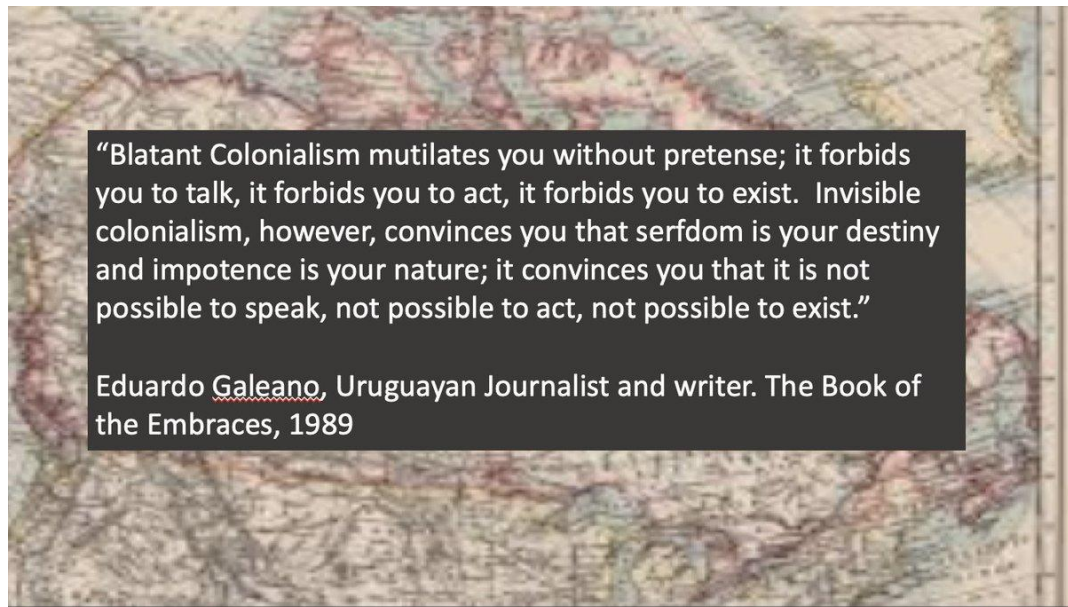 “Blatant Colonialism mutilates you without pretense; it forbids
you to talk, it forbids you to act, it forbids you to exist.  Invisible
colonialism, however, convinces you that serfdom is your destiny
and impotence is your nature; it convinces you that it is not
possible to speak, not possible to act, not possible to exist.”
Eduardo Galeano, Uruguayan Journalist and writer. The Book of
the Embraces, 1989